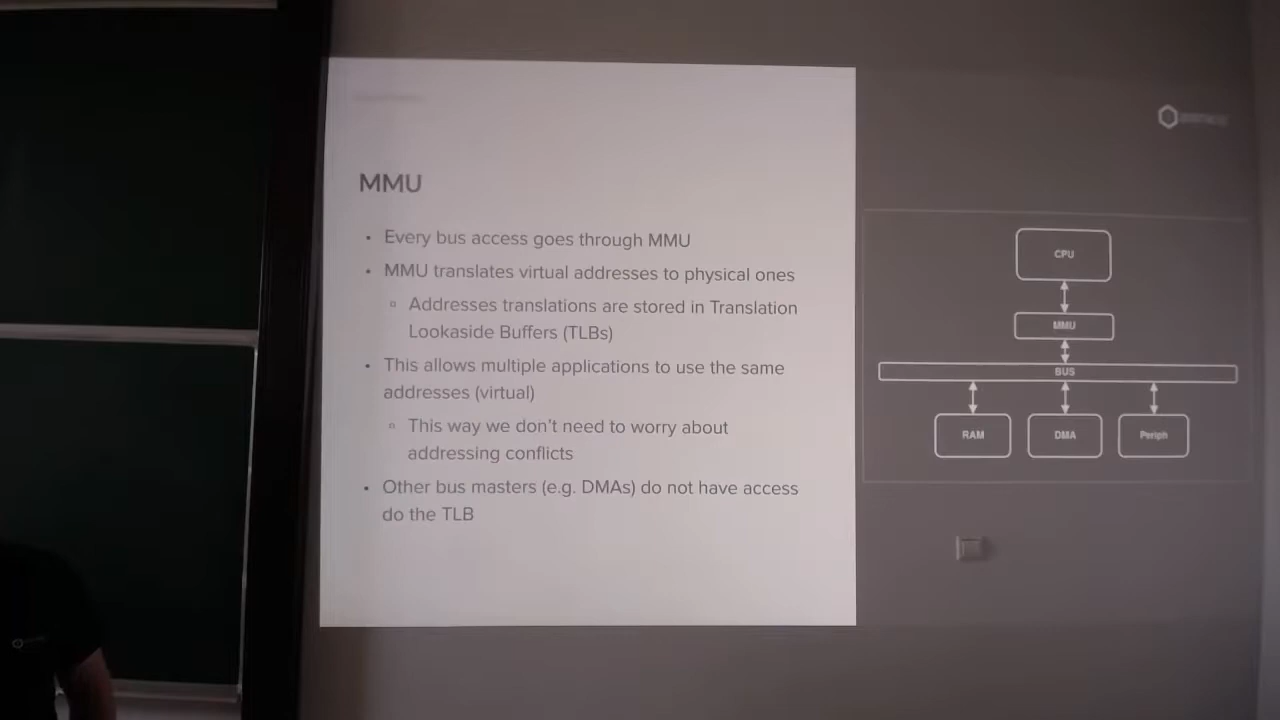 MMU
• Every bus access goes through MMU
• MMU translates virtual addresses to physical ones
▫ Addresses translations are stored in Translation
Lookaside Buffers (TLBs)
• This allows multiple applications to use the same
addresses (virtual)
▫ This way we don't need to worry about
addressing conflicts
• Other bus masters (e.g. DMAs) do not have access
do the TLB
CPU
MMU
BUS
RAM
DMA
Periph